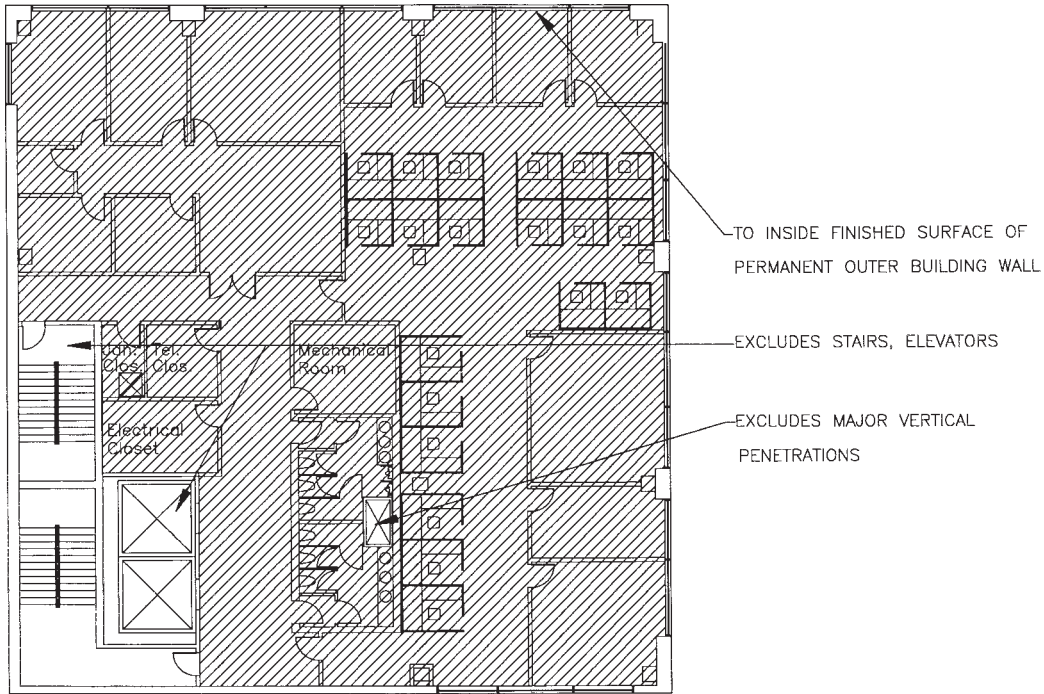 TO INSIDE FINISHED SURFACE OF
PERMANENT OUTER BUILDING WALL
EXCLUDES STAIRS, ELEVATORS
Jan. Tel.
Clos. Clos.
Mechanical
Room
EXCLUDES MAJOR VERTICAL
PENETRATIONS
Electrical
Closet